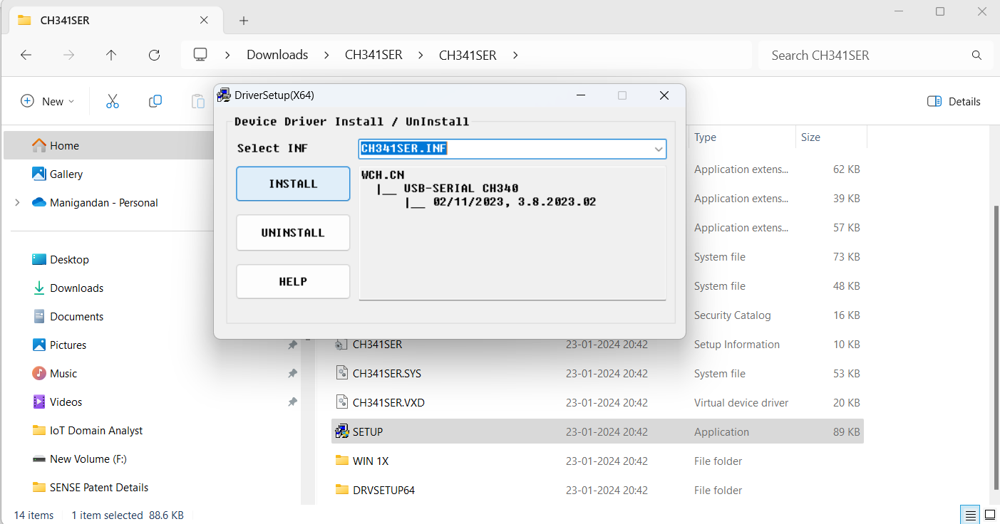 CH341SER
Downloads CH341SER CH341SER
Search CH341SER
New
Details
DriverSetup(X64)
Device Driver Install / UnInstall
Select INF
CH341SER.INF
INSTALL
UNINSTALL
HELP
WCH.CN
|__ USB-SERIAL CH340
|__ 02/11/2023, 3.8.2023.02
Home
Gallery
Manigandan - Personal
Desktop
Downloads
Documents
Pictures
Music
Videos
IoT Domain Analyst
New Volume (F:)
SENSE Patent Details
Type Size
Application extens... 62 KB
Application extens... 39 KB
Application extens... 57 KB
System file 73 KB
System file 48 KB
Security Catalog 16 KB
CH341SER 23-01-2024 20:42 Setup Information 10 KB
CH341SER.SYS 23-01-2024 20:42 System file 53 KB
CH341SER.VXD 23-01-2024 20:42 Virtual device driver 20 KB
SETUP 23-01-2024 20:42 Application 89 KB
WIN 1X 23-01-2024 20:42 File folder
DRVSETUP64 23-01-2024 20:42 File folder
14 items 1 item selected 88.6 KB